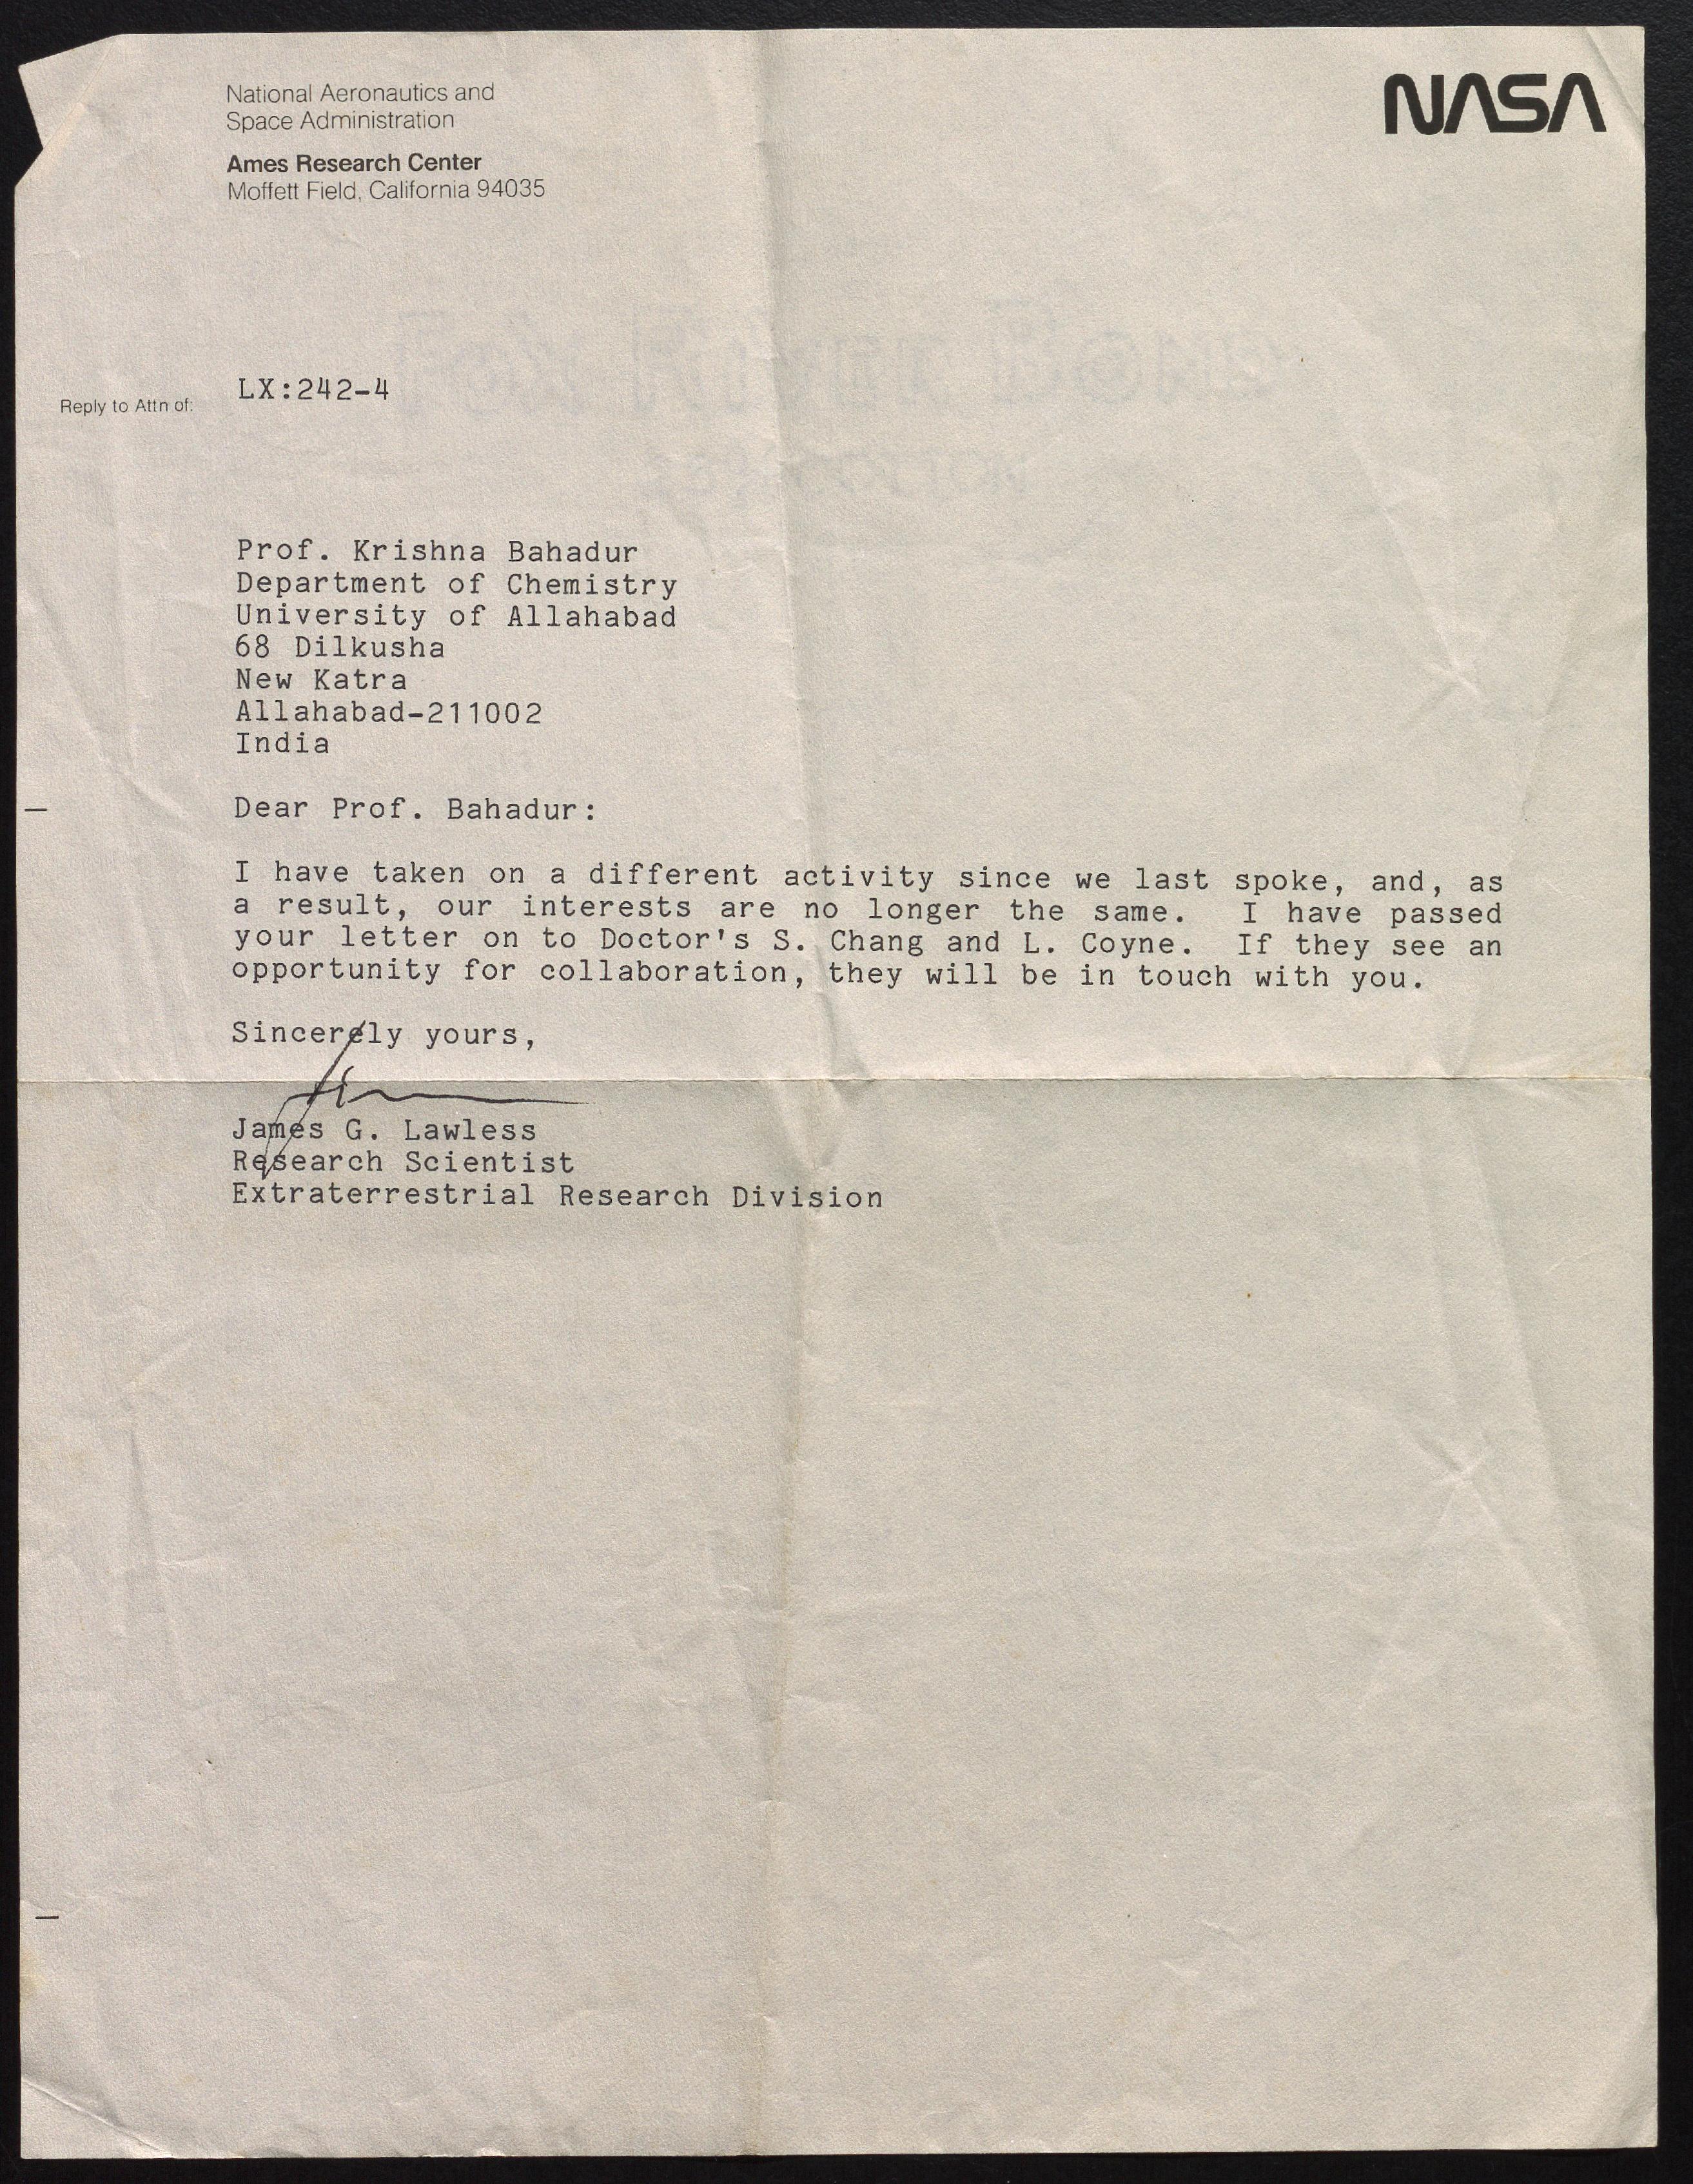 National Aeronautics and
Space Administration
Ames Research Center
Moffett Field, California 94035
NASA
Reply to Attn of: LX:242-4
Prof. Krishna Bahadur
Department of Chemistry
University of Allahabad
68 Dilkusha
New Katra
Allahabad-211002
India
Dear Prof. Bahadur:
I have taken on a different activity since we last spoke, and, as
a result, our interests are no longer the same. I have passed
your letter on to Doctor's S. Chang and L. Coyne. If they see an
opportunity for collaboration, they will be in touch with you.
Sincerely yours,
James G. Lawless
Research Scientist
Extraterrestrial Research Division